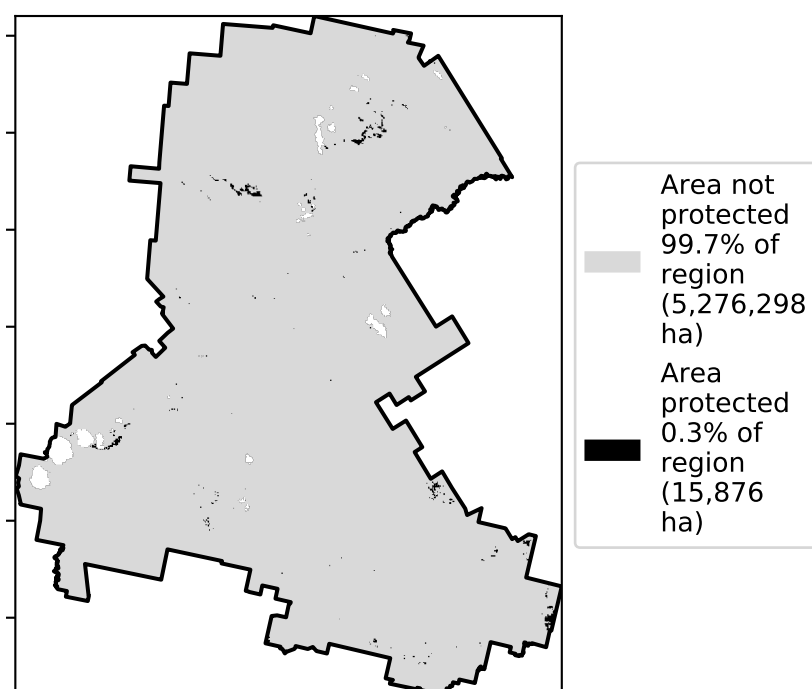 Area not
protected
99.7% of
region
(5,276,298
ha)
Area
protected
0.3% of
region
(15,876
ha)